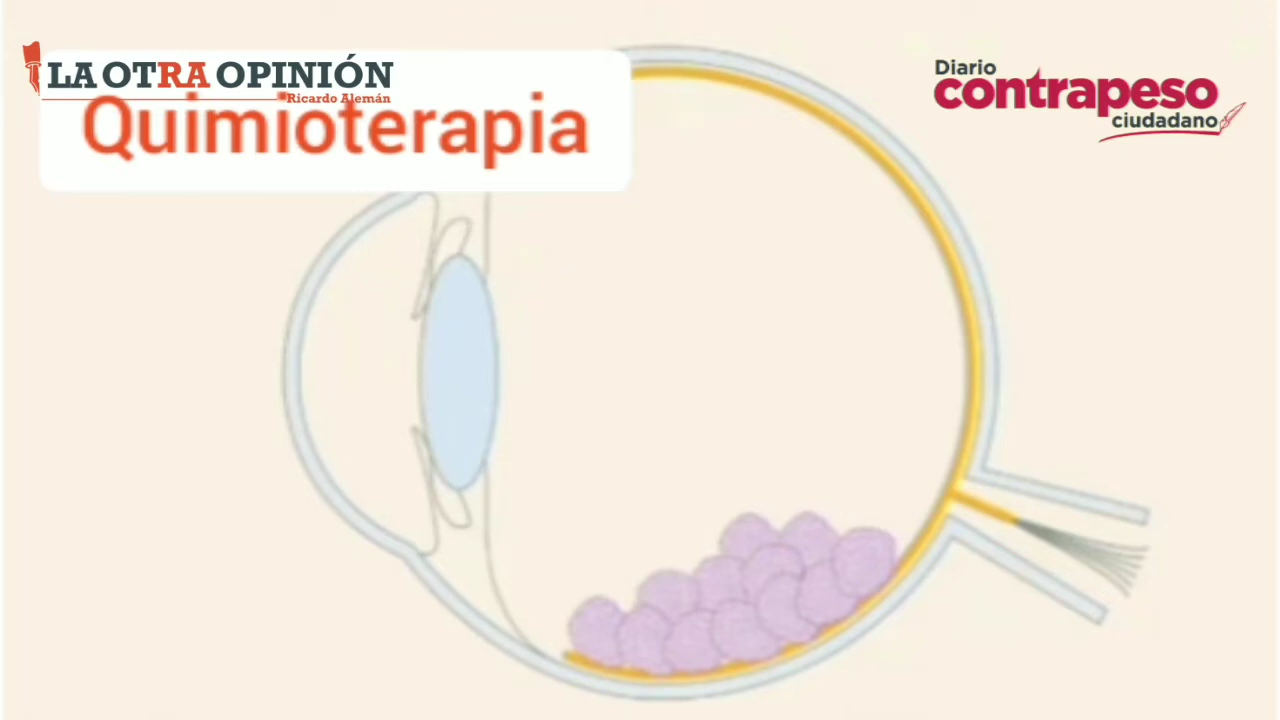 LA OTRA OPINIÓN
Ricardo Alemán
Quimioterapia
Diario
contrapeso
ciudadano